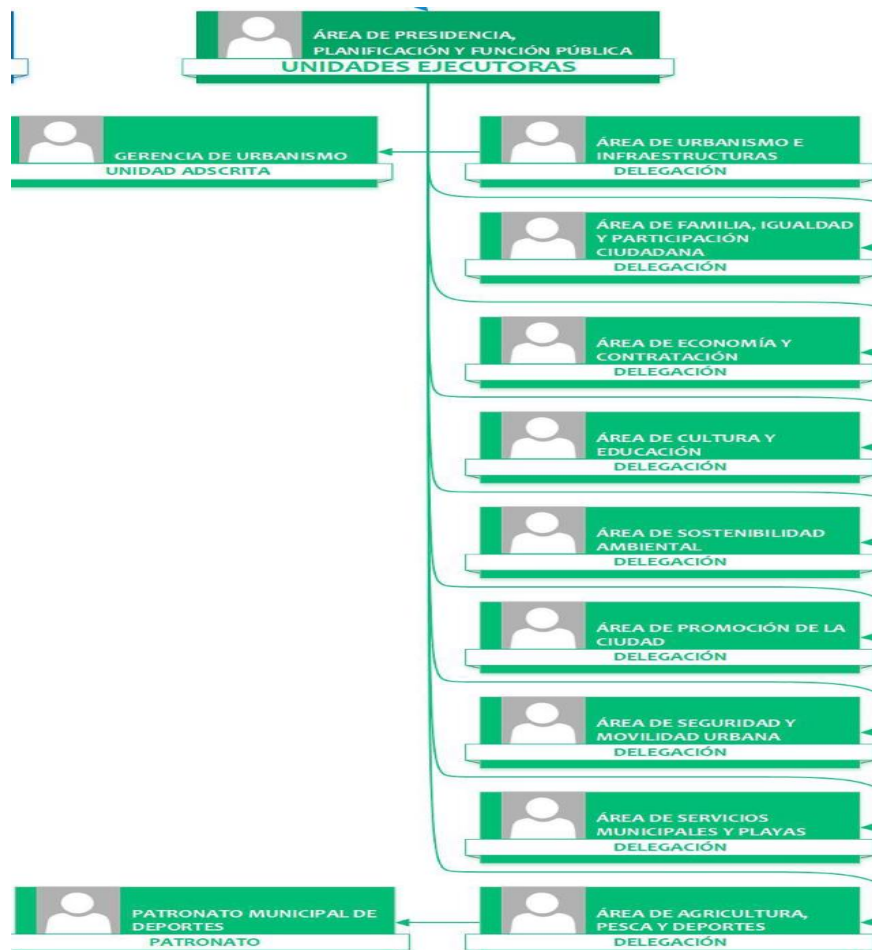 ÁREA DE PRESIDENCIA,
PLANIFICACIÓN Y FUNCIÓN PÚBLICA
UNIDADES EJECUTORAS
GERENCIA DE URBANISMO
UNIDAD ADSCRITA
ÁREA DE URBANISMO E
INFRAESTRUCTURAS
DELEGACIÓN
ÁREA DE FAMILIA, IGUALDAD
Y PARTICIPACIÓN
CIUDADANA
DELEGACIÓN
ÁREA DE ECONOMÍA Y
CONTRATACIÓN
DELEGACIÓN
ÁREA DE CULTURA Y
EDUCACIÓN
DELEGACIÓN
ÁREA DE SOSTENIBILIDAD
AMBIENTAL
DELEGACIÓN
ÁREA DE PROMOCIÓN DE LA
CIUDAD
DELEGACIÓN
ÁREA DE SEGURIDAD Y
MOVILIDAD URBANA
DELEGACIÓN
ÁREA DE SERVICIOS
MUNICIPALES Y PLAYAS
DELEGACIÓN
PATRONATO MUNICIPAL DE
DEPORTES
PATRONATO
ÁREA DE AGRICULTURA,
PESCA Y DEPORTES
DELEGACIÓN